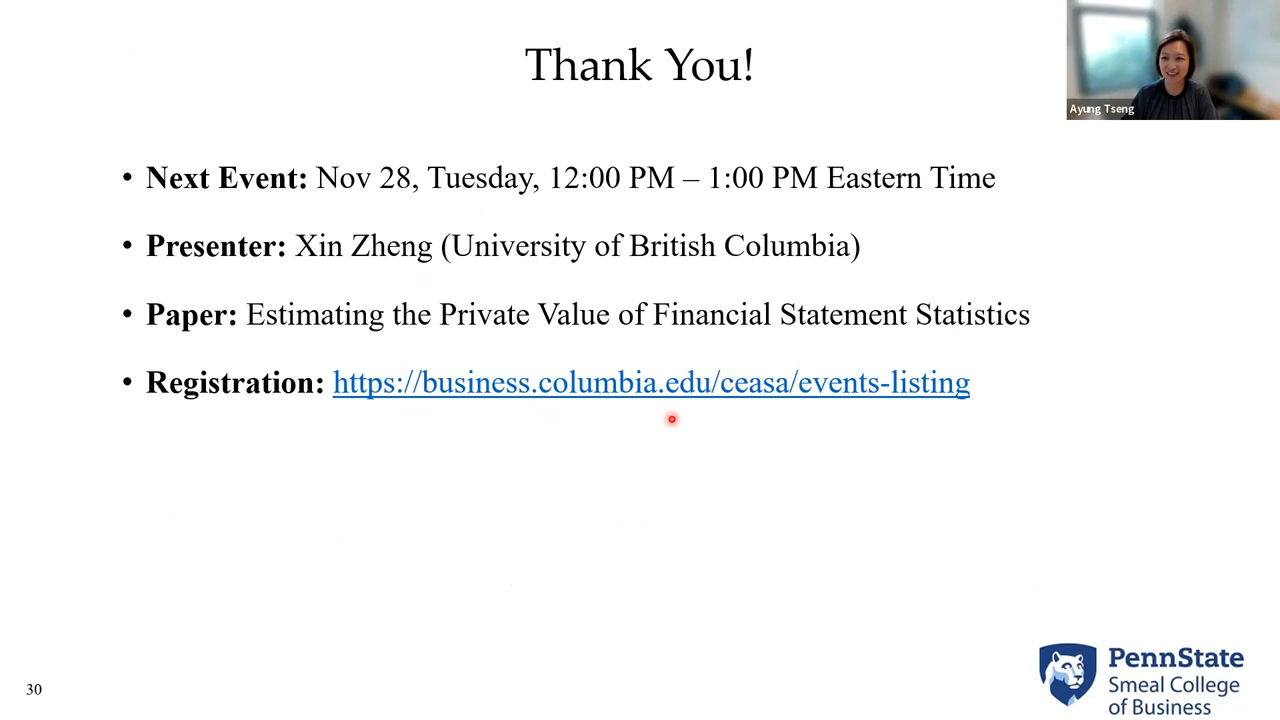 Thank You!
Ayung Tseng
• Next Event: Nov 28, Tuesday, 12:00 PM – 1:00 PM Eastern Time
• Presenter: Xin Zheng (University of British Columbia)
• Paper: Estimating the Private Value of Financial Statement Statistics
• Registration: https://business.columbia.edu/ceasa/events-listing
30
PennState
Smeal College
of Business